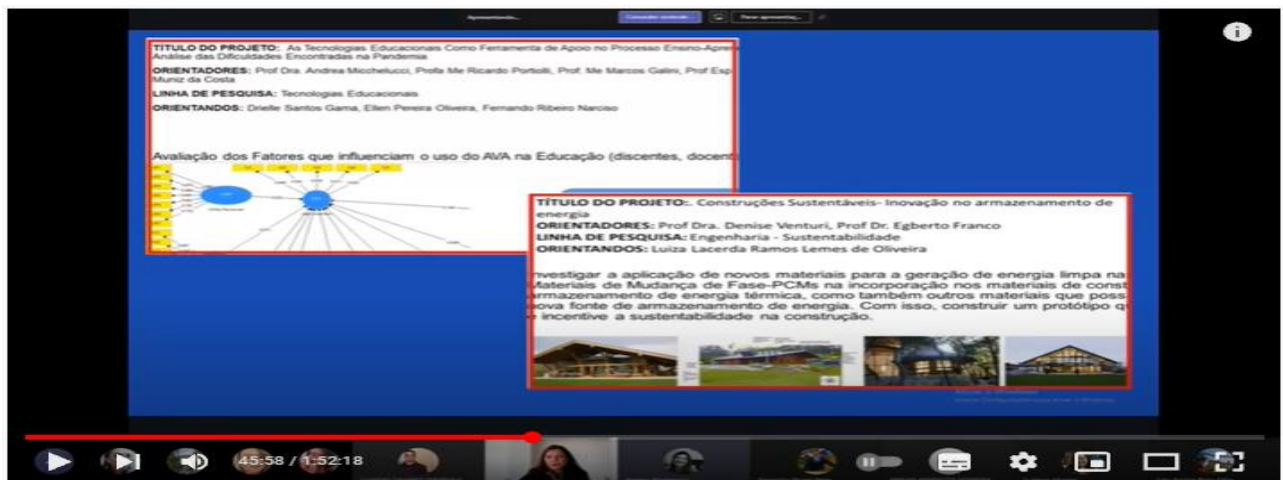 Apresentando...
Parar apresentaç...
TÍTULO DO PROJETO: As Tecnologias Educacionais Como Ferramenta de Apoio no Processo Ensino-Apre
Análise das Dificuldades Encontradas na Pandemia
ORIENTADORES: Prof Dra. Andrea Micchelucci, Profa Me Ricardo Portiolli, Prof. Me Marcos Galini, Prof Esp
Muniz da Costa
LINHA DE PESQUISA: Tecnologias Educacionais
ORIENTANDOS: Drielle Santos Gama, Ellen Pereira Oliveira, Fernando Ribeiro Narciso
Avaliação dos Fatores que influenciam o uso do AVA na Educação (discentes, docent
TÍTULO DO PROJETO:. Construções Sustentáveis- Inovação no armazenamento de
energia
ORIENTADORES: Prof Dra. Denise Venturi, Prof Dr. Egberto Franco
LINHA DE PESQUISA: Engenharia - Sustentabilidade
ORIENTANDOS: Luiza Lacerda Ramos Lemes de Oliveira
nvestigar a aplicação de novos materiais para a geração de energia limpa na
Materiais de Mudança de Fase-PCMs na incorporação nos materiais de const
armazenamento de energia térmica, como também outros materiais que poss
nova fonte de armazenamento de energia. Com isso, construir um protótipo q
e incentive a sustentabilidade na construção.
45:58 / 1:52:18